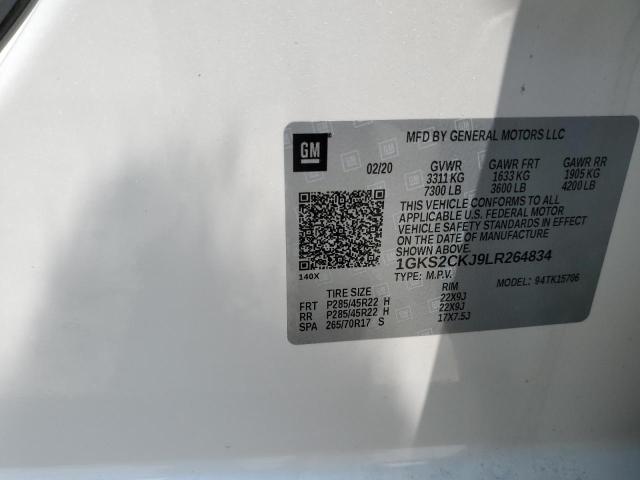 MFD BY GENERAL MOTORS LLC
GM
02/20 GVWR GAWR FRT GAWR RR
3311 KG 1633 KG 1905 KG
7300 LB 3600 LB 4200 LB
THIS VEHICLE CONFORMS TO ALL
APPLICABLE U.S. FEDERAL MOTOR
VEHICLE SAFETY STANDARDS IN EFFECT
ON THE DATE OF MANUFACTURE
SHOWN ABOVE.
1GKS2CKJ9LR264834
140X
TYPE: M.P.V. MODEL: 94TK15706
TIRE SIZE RIM
FRT P285/45R22 H 22X9J
RR P285/45R22 H 22X9J
SPA 265/70R17 S 17X7.5J